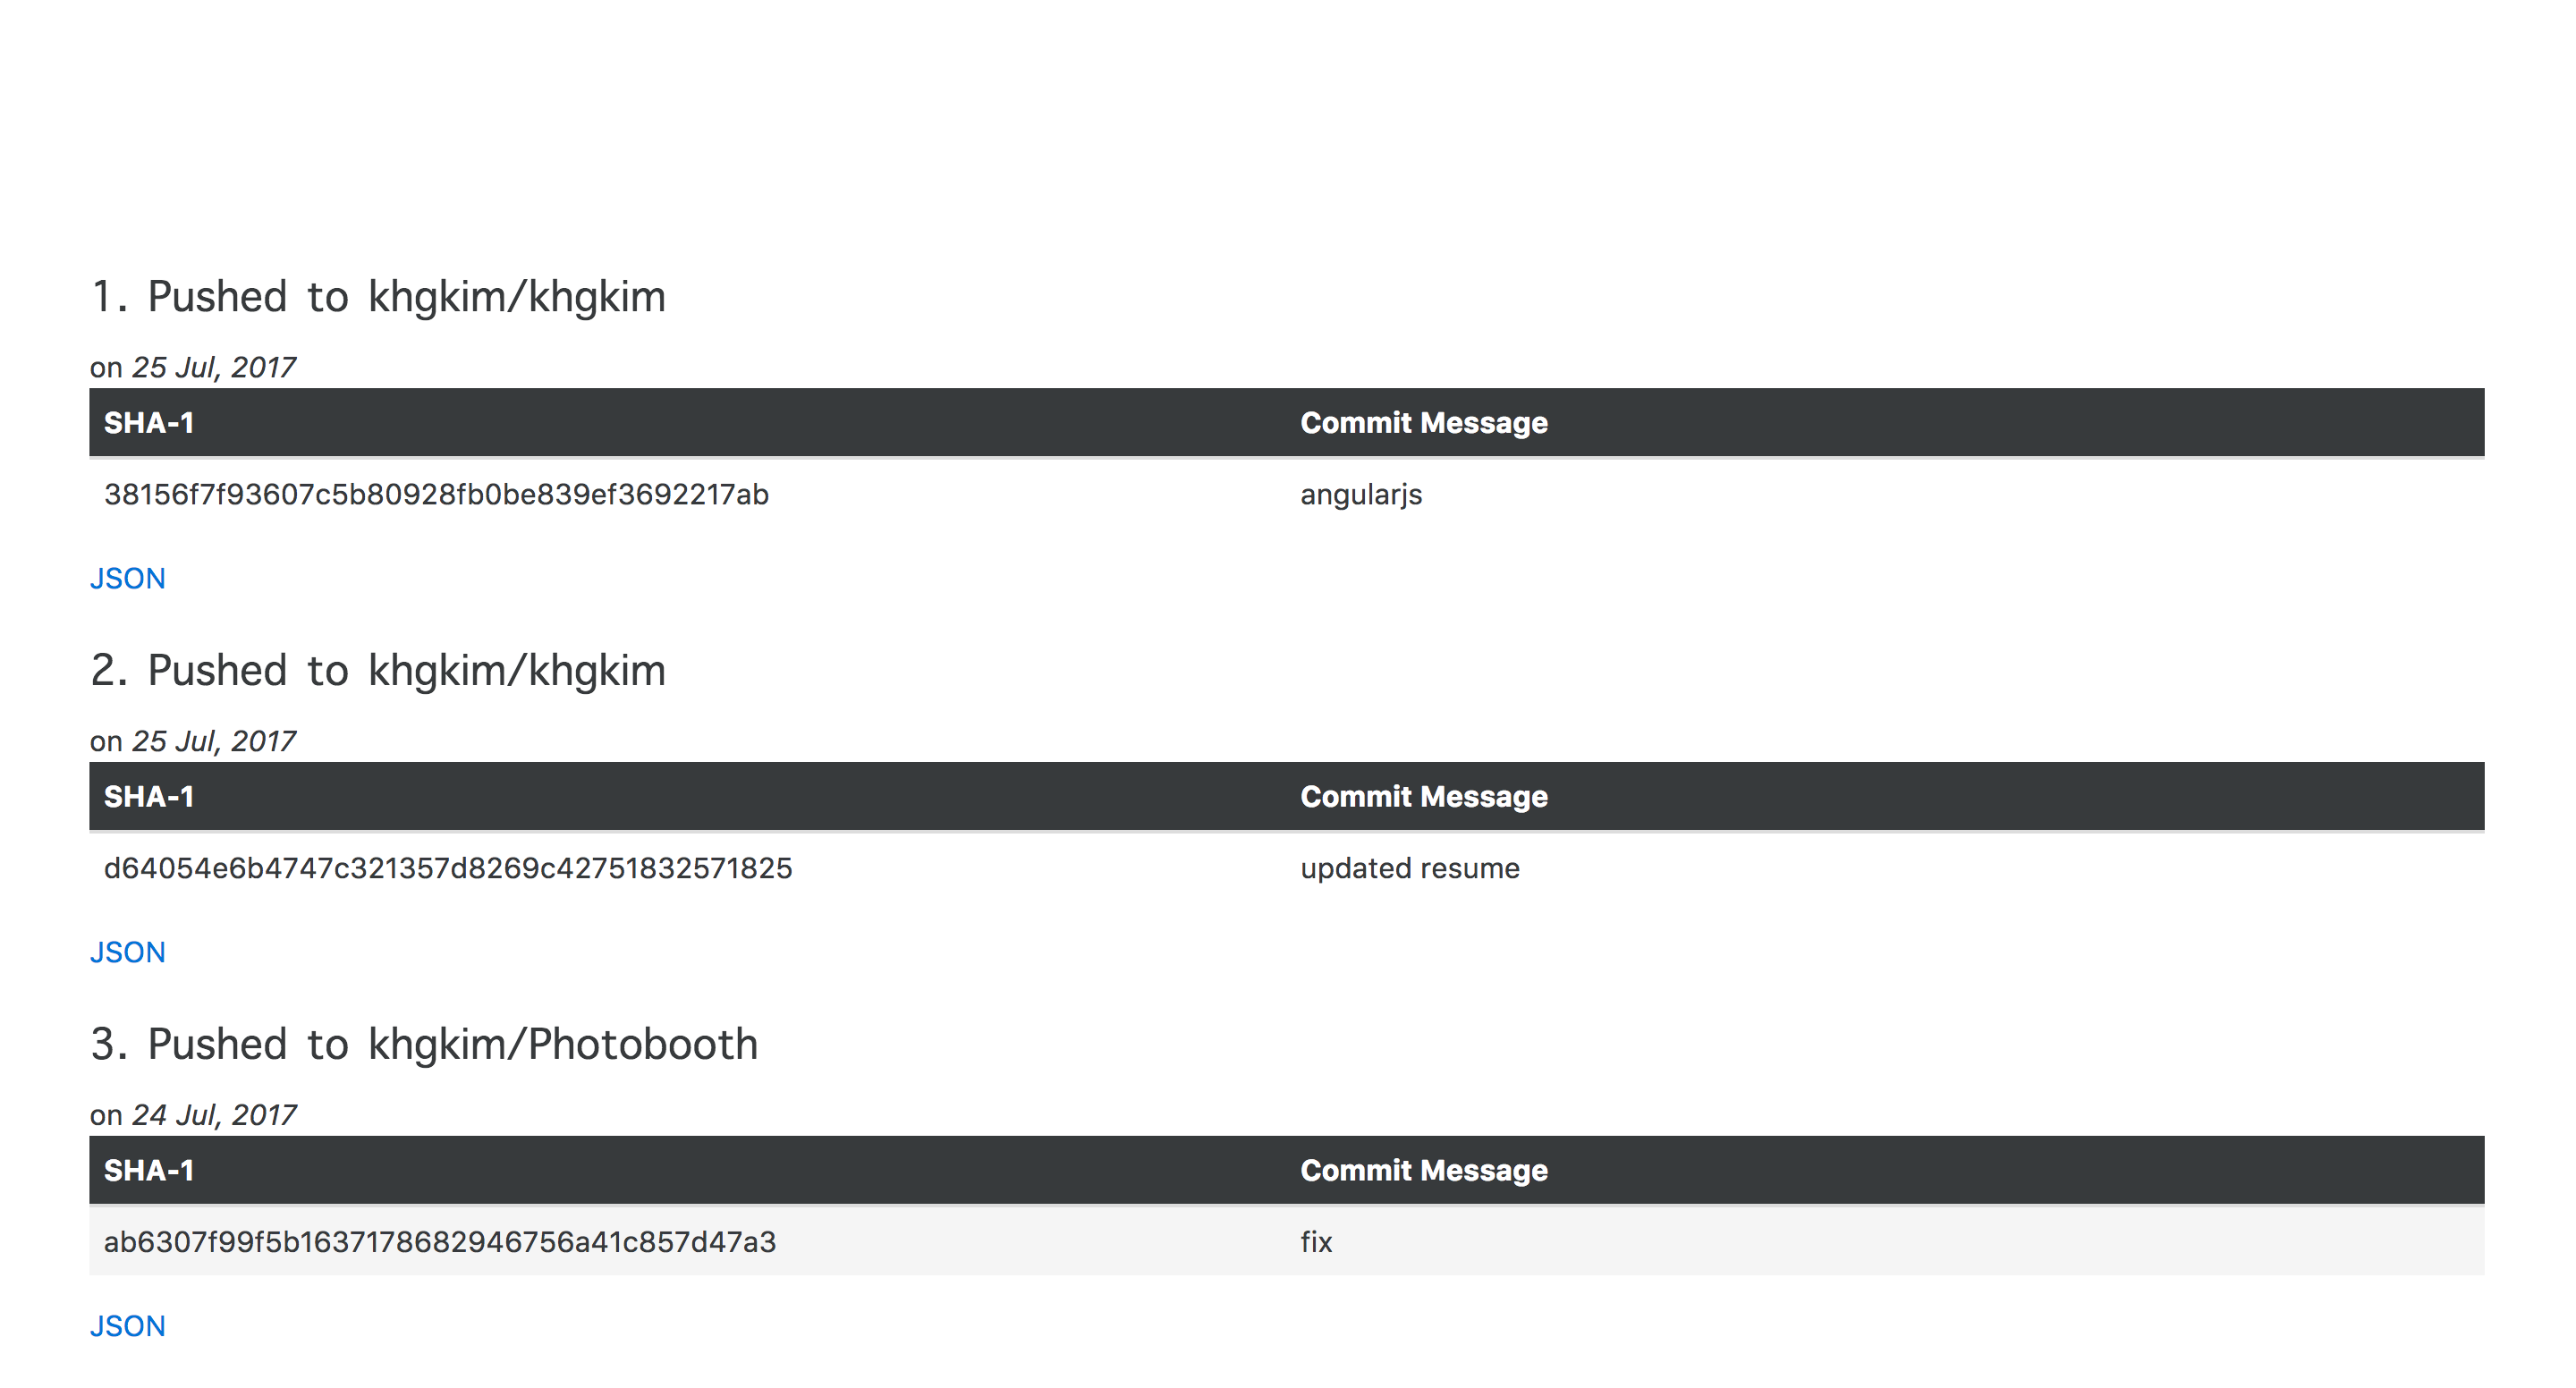 1. Pushed to khgkim/khgkim
on 25 Jul, 2017
SHA-1 Commit Message
38156f7f93607c5b80928fb0be839ef3692217ab angularjs
JSON
2. Pushed to khgkim/khgkim
on 25 Jul, 2017
SHA-1 Commit Message
d64054e6b4747c321357d8269c42751832571825 updated resume
JSON
3. Pushed to khgkim/Photobooth
on 24 Jul, 2017
SHA-1 Commit Message
ab6307f99f5b1637178682946756a41c857d47a3 fix
JSON